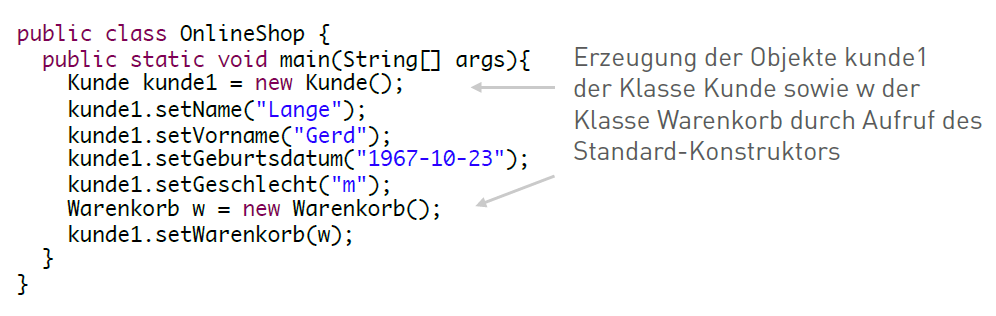 public class OnlineShop {
  public static void main(String[] args){
    Kunde kunde1 = new Kunde();
    kunde1.setName("Lange");
    kunde1.setVorname("Gerd");
    kunde1.setGeburtsdatum("1967-10-23");
    kunde1.setGeschlecht("m");
    Warenkorb w = new Warenkorb();
    kunde1.setWarenkorb(w);
  }
}
Erzeugung der Objekte kunde1
der Klasse Kunde sowie w der
Klasse Warenkorb durch Aufruf des
Standard-Konstruktors